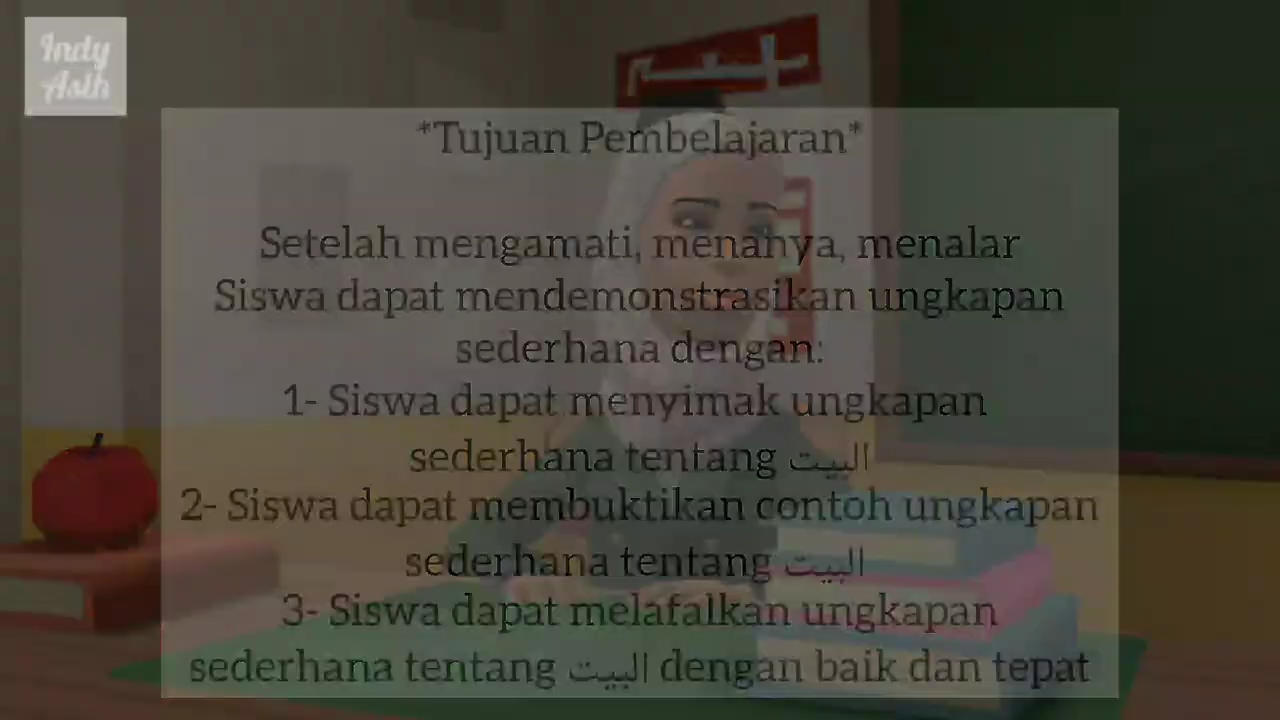 Indy
Asih
*Tujuan Pembelajaran*
Setelah mengamati, menanya, menalar
Siswa dapat mendemonstrasikan ungkapan
sederhana dengan:
1- Siswa dapat menyimak ungkapan
sederhana tentang البيت
2- Siswa dapat membuktikan contoh ungkapan
sederhana tentang البيت
3- Siswa dapat melafalkan ungkapan
sederhana tentang البيت dengan baik dan tepat